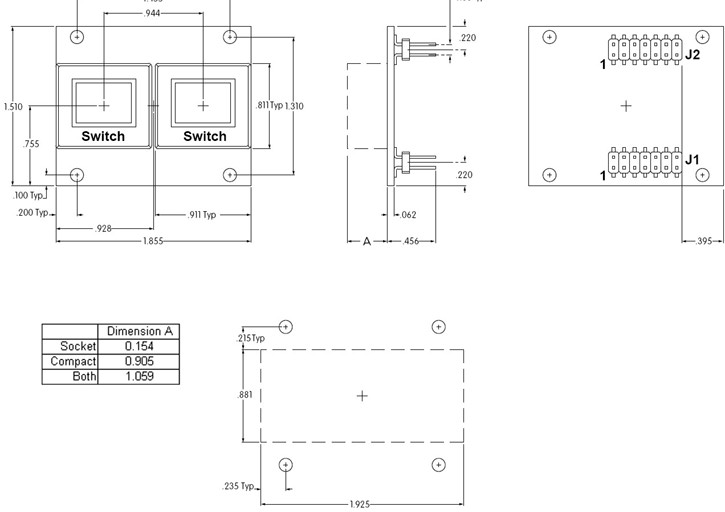 .944
.220
1.510
.811 Typ
1.310
J2
1
Switch
Switch
.755
J1
1
.220
.100 Typ
.200 Typ
.911 Typ
.062
.928
A
.456
.395
1.855
Dimension A
Socket 0.154
Compact 0.905
Both 1.059
.215 Typ
.881
.235 Typ
1.925